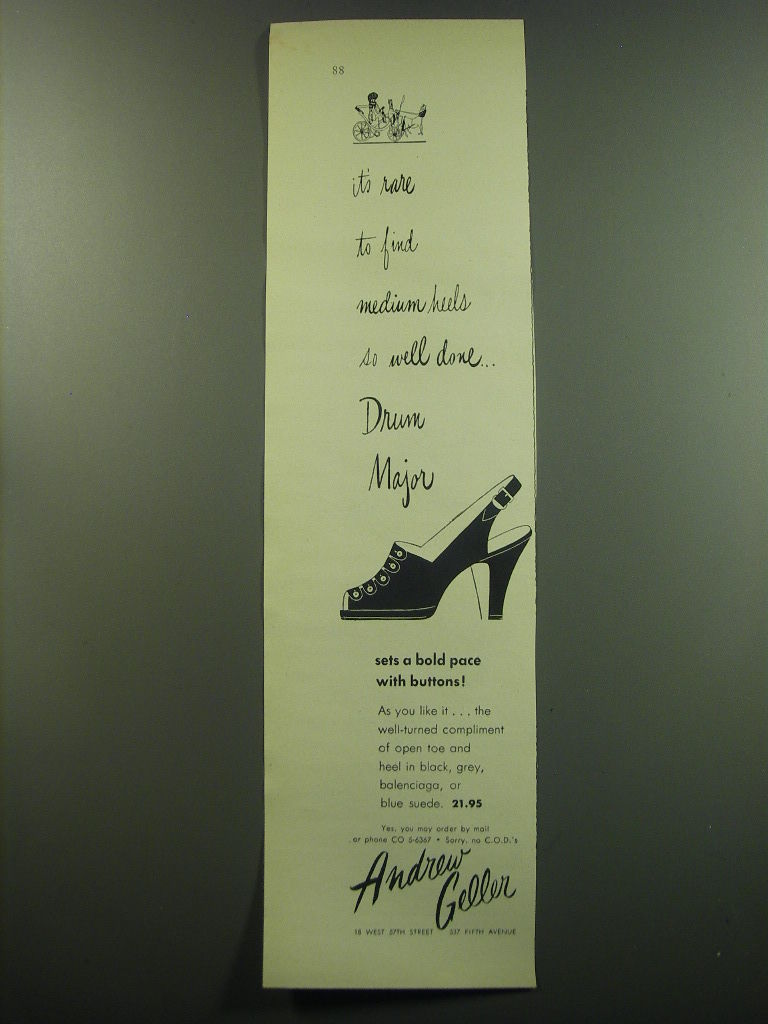 88
it's rare
to find
medium heels
so well done...
Drum
Major
sets a bold pace
with buttons!
As you like it . . . the
well-turned compliment
of open toe and
heel in black, grey,
balenciaga, or
blue suede. 21.95
Yes, you may order by mail
or phone CO 5-6367 • Sorry, no C.O.D.'s
Andrew
Geller
18 WEST 57TH STREET 537 FIFTH AVENUE